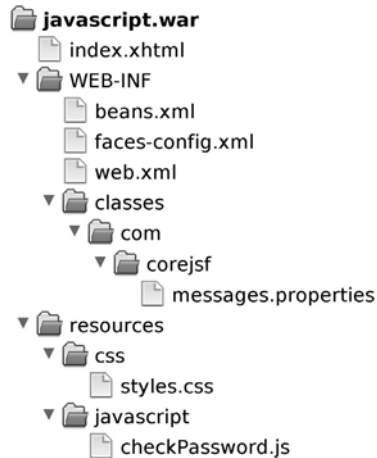 javascript.war
index.xhtml
WEB-INF
beans.xml
faces-config.xml
web.xml
classes
com
corejsf
messages.properties
resources
css
styles.css
javascript
checkPassword.js